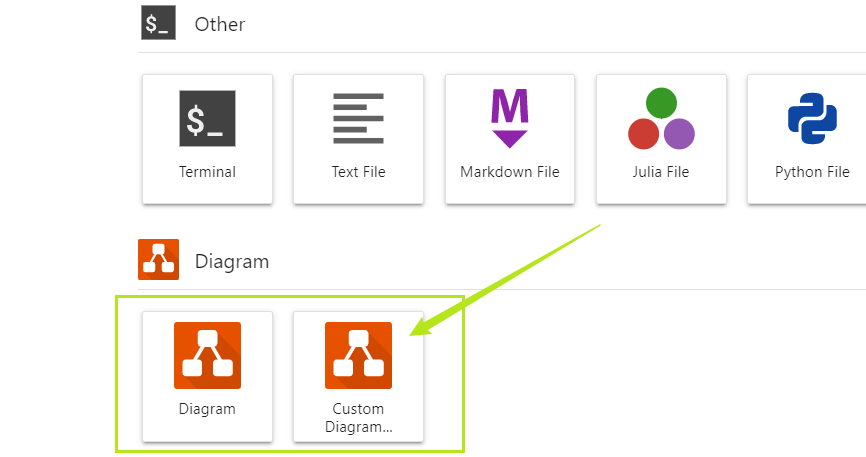 $_ Other
$_
M
Terminal
Text File
Markdown File
Julia File
Python File
Diagram
Diagram
Custom
Diagram...